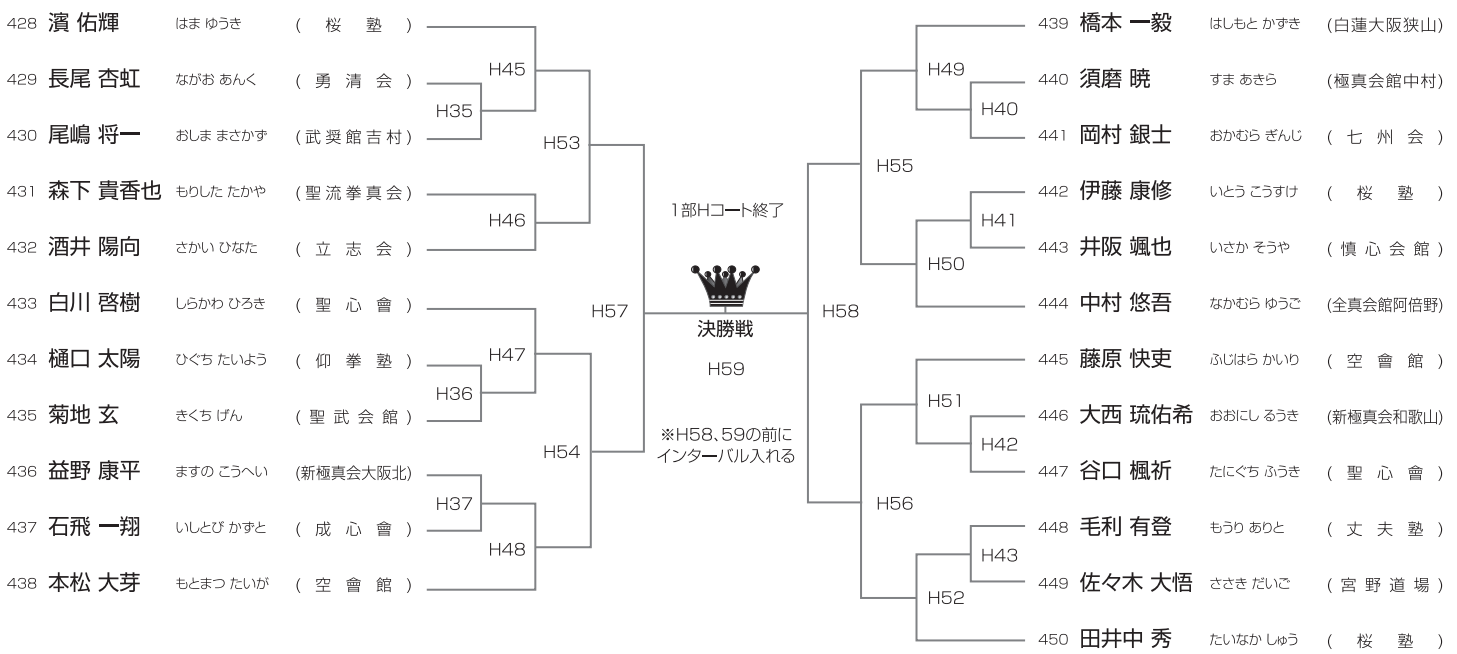 428 濱 佑輝 はま ゆうき (桜塾)
429 長尾 杏虹 ながお あんく (勇清会)
430 尾嶋 将一 おしま まさかず (武奨館吉村)
431 森下 貴香也 もりした たかや (聖流拳真会)
432 酒井 陽向 さかい ひなた (立志会)
433 白川 啓樹 しらかわ ひろき (聖心會)
434 樋口 太陽 ひぐち たいよう (仰拳塾)
435 菊地 玄 きくち げん (聖武会館)
436 益野 康平 ますの こうへい (新極真会大阪北)
437 石飛 一翔 いしとび かずと (成心會)
438 本松 大芽 もとまつ たいが (空會館)
H45
H35
H53
H46
H57
H47
H36
H54
H37
H48
1部Hコート終了
決勝戦
H59
※H58、59の前に
インターバル入れる
H49
H40
H55
H41
H50
H58
H51
H42
H56
H43
H52
439 橋本 一毅 はしもと かずき (白蓮大阪狭山)
440 須磨 暁 すま あきら (極真会館中村)
441 岡村 銀士 おかむら ぎんじ (七州会)
442 伊藤 康修 いとう こうすけ (桜塾)
443 井阪 颯也 いさか そうや (慎心会館)
444 中村 悠吾 なかむら ゆうご (全真会館阿倍野)
445 藤原 快吏 ふじはら かいり (空會館)
446 大西 琉佑希 おおにし るうき (新極真会和歌山)
447 谷口 楓祈 たにぐち ふうき (聖心會)
448 毛利 有登 もうり ありと (丈夫塾)
449 佐々木 大悟 ささき だいご (宮野道場)
450 田井中 秀 たいなか しゅう (桜塾)